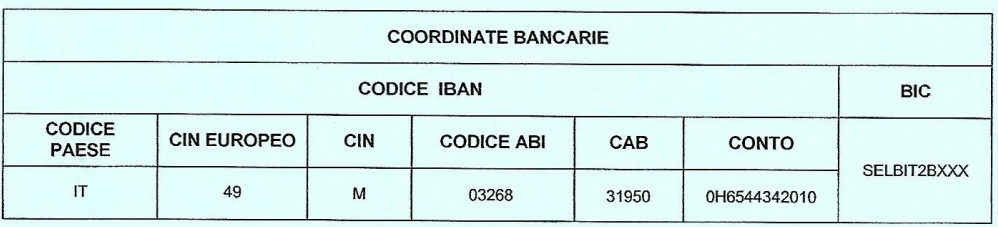 COORDINATE BANCARIE
CODICE IBAN
BIC
CODICE PAESE
CIN EUROPEO
CIN
CODICE ABI
CAB
CONTO
SELBIT2BXXX
IT
49
M
03268
31950
0H6544342010